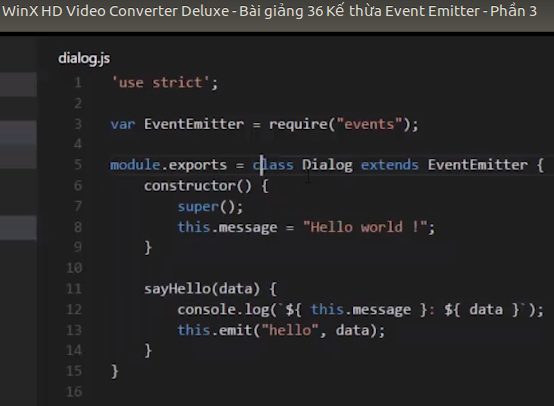 WinX HD Video Converter Deluxe - Bài giảng 36 Kế thừa Event Emitter - Phần 3
dialog.js
1 'use strict';
2
3 var EventEmitter = require("events");
4
5 module.exports = class Dialog extends EventEmitter {
6 constructor() {
7 super();
8 this.message = "Hello world !";
9 }
10
11 sayHello(data) {
12 console.log(`${ this.message }: ${ data }`);
13 this.emit("hello", data);
14 }
15 }
16